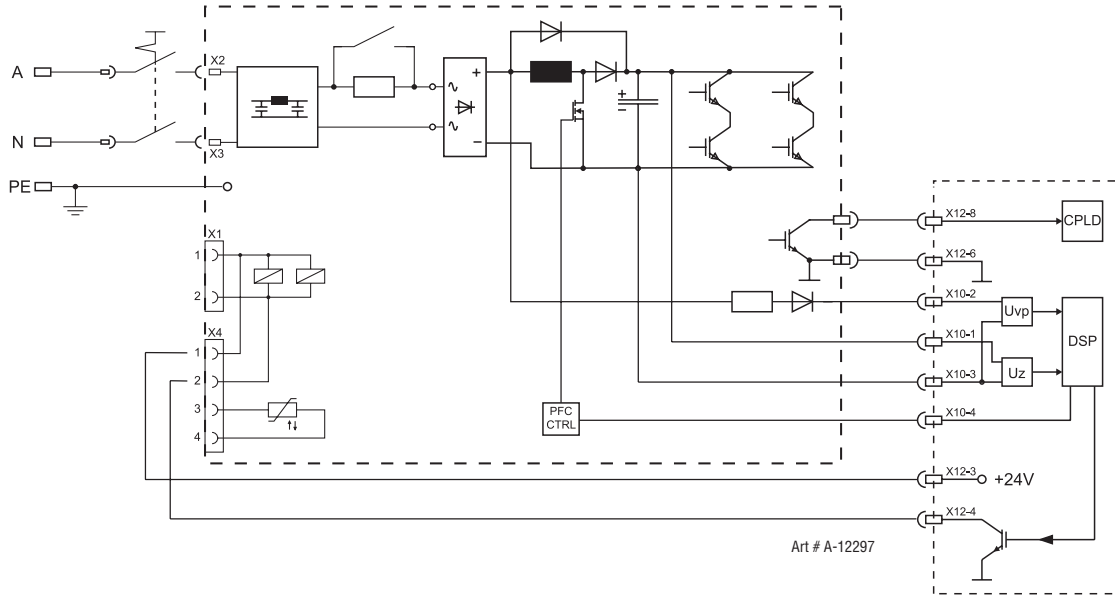 A
X2
N
X3
PE
+
-
+
-
X1
1
2
X4
1
2
3
4
PFC
CTRL
X12-8
CPLD
X12-6
X10-2
Uvp
X10-1
DSP
X10-3
Uz
X10-4
X12-3
+24V
X12-4
Art # A-12297